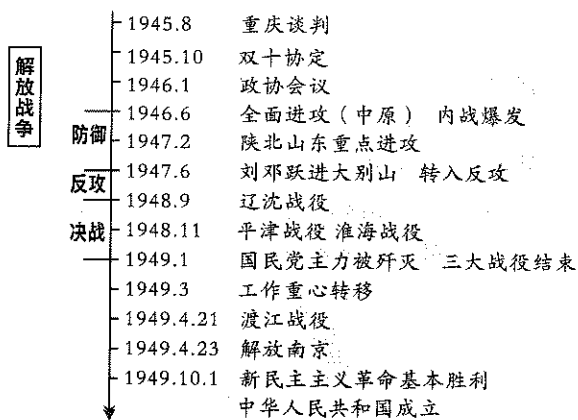 解放战争
1945.8 重庆谈判
1945.10 双十协定
1946.1 政协会议
1946.6 全面进攻（中原） 内战爆发
防御
1947.2 陕北山东重点进攻
1947.6 刘邓跃进大别山 转入反攻
反攻
1948.9 辽沈战役
决战
1948.11 平津战役 淮海战役
1949.1 国民党主力被歼灭 三大战役结束
1949.3 工作重心转移
1949.4.21 渡江战役
1949.4.23 解放南京
1949.10.1 新民主主义革命基本胜利
中华人民共和国成立